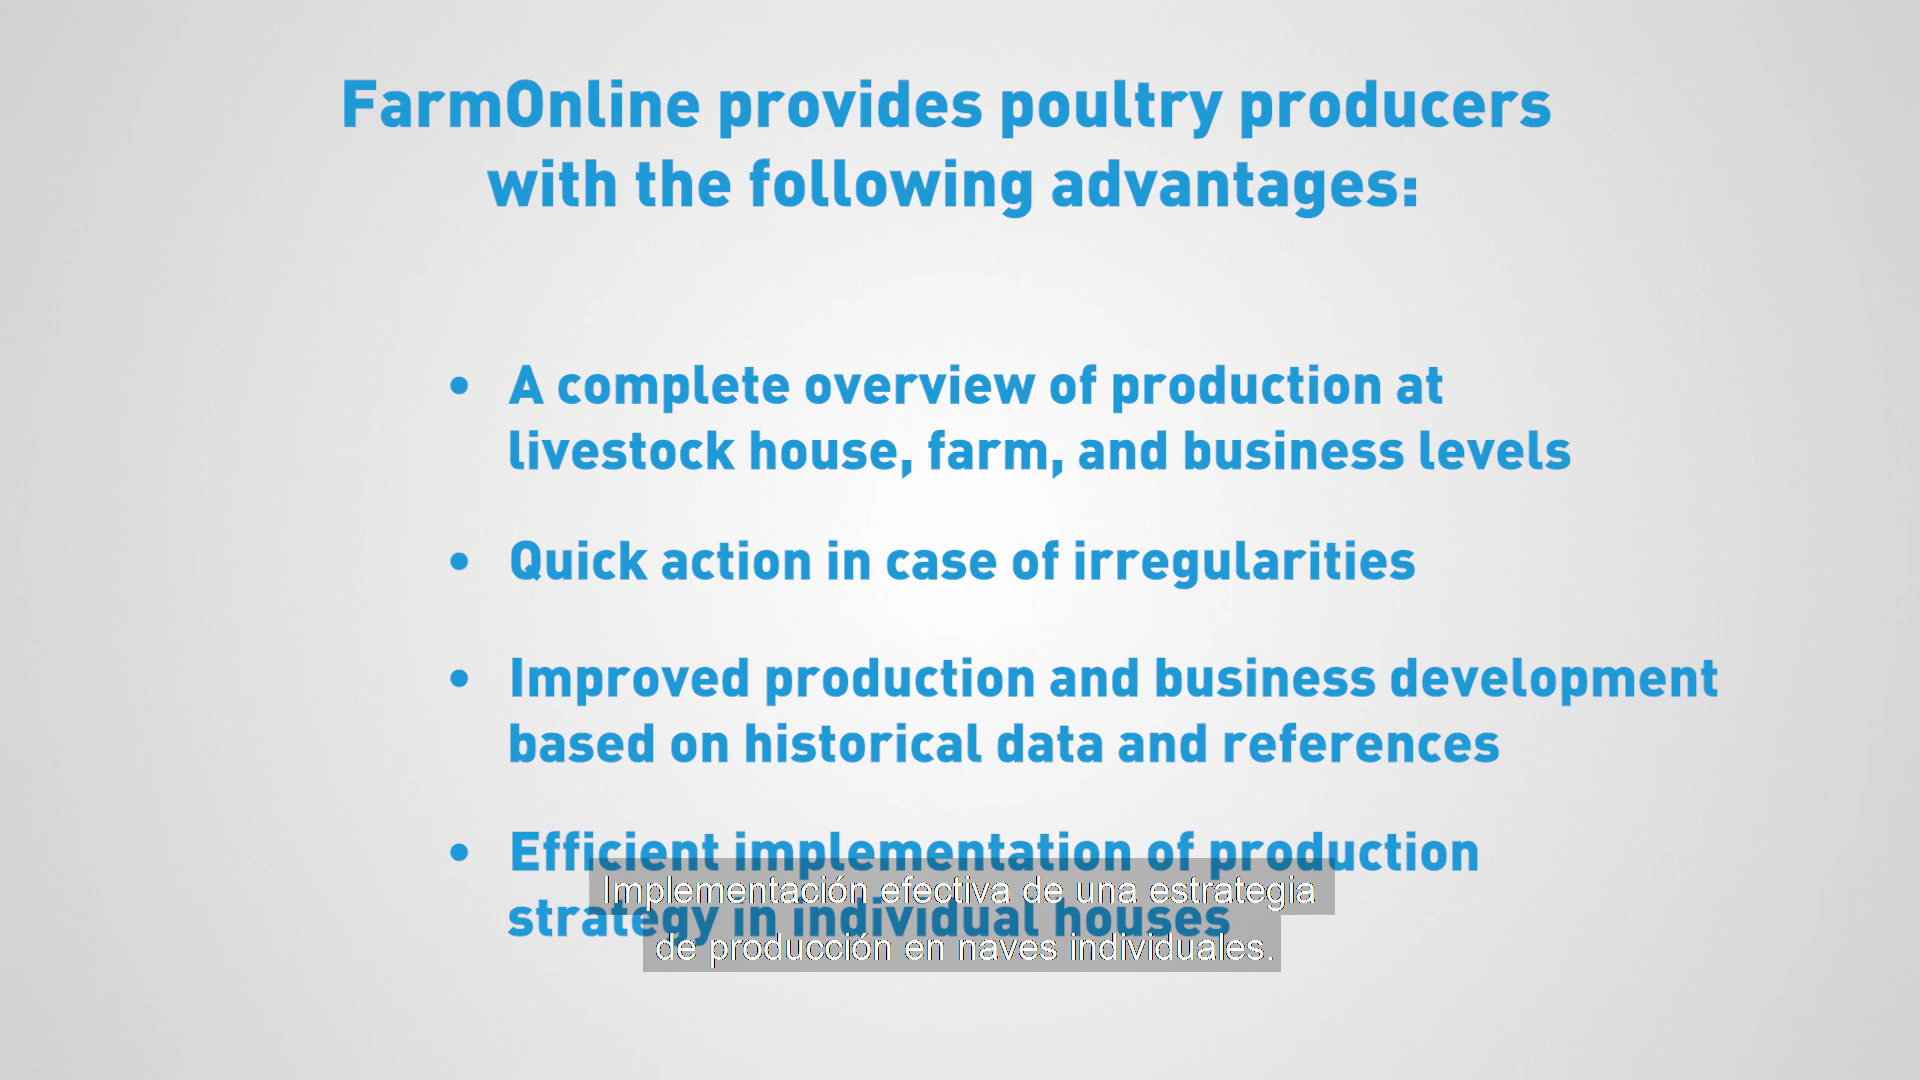 FarmOnline provides poultry producers
with the following advantages:
• A complete overview of production at
livestock house, farm, and business levels
• Quick action in case of irregularities
• Improved production and business development
based on historical data and references
• Efficient implementation of production
strategy in individual houses
Implementación efectiva de una estrategia
de producción en naves individuales.